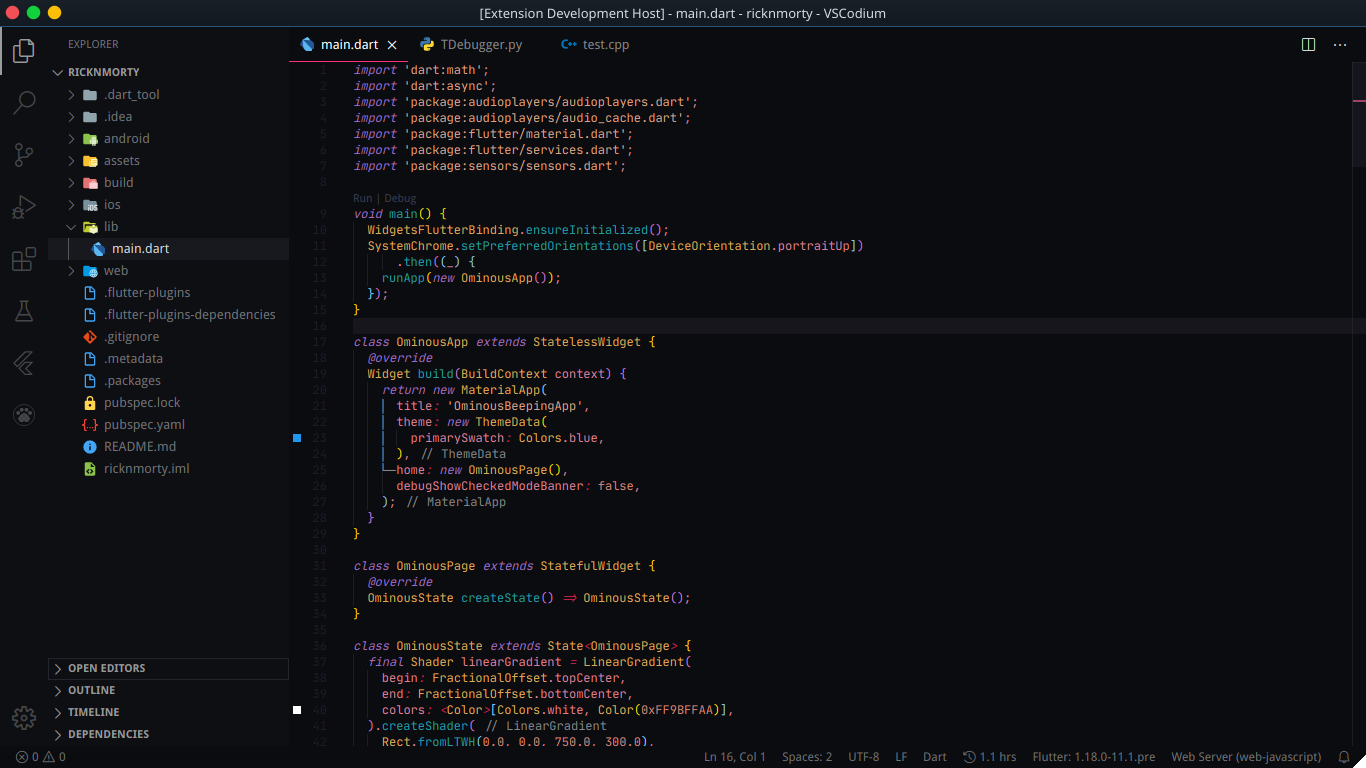 [Extension Development Host] - main.dart - ricknmorty - VSCodium
EXPLORER
RICKNMORTY
.dart_tool
.idea
android
assets
build
ios
lib
main.dart
web
.flutter-plugins
.flutter-plugins-dependencies
.gitignore
.metadata
.packages
pubspec.lock
pubspec.yaml
README.md
ricknmorty.iml
OPEN EDITORS
OUTLINE
TIMELINE
DEPENDENCIES
main.dart TDebugger.py test.cpp
1 import 'dart:math';
2 import 'dart:async';
3 import 'package:audioplayers/audioplayers.dart';
4 import 'package:audioplayers/audio_cache.dart';
5 import 'package:flutter/material.dart';
6 import 'package:flutter/services.dart';
7 import 'package:sensors/sensors.dart';
8
Run | Debug
9 void main() {
10 WidgetsFlutterBinding.ensureInitialized();
11 SystemChrome.setPreferredOrientations([DeviceOrientation.portraitUp])
12 .then((_) {
13 runApp(new OminousApp());
14 });
15 }
16
17 class OminousApp extends StatelessWidget {
18 @override
19 Widget build(BuildContext context) {
20 return new MaterialApp(
21 title: 'OminousBeepingApp',
22 theme: new ThemeData(
23 primarySwatch: Colors.blue,
24 ), // ThemeData
25 home: new OminousPage(),
26 debugShowCheckedModeBanner: false,
27 ); // MaterialApp
28 }
29 }
30
31 class OminousPage extends StatefulWidget {
32 @override
33 OminousState createState() => OminousState();
34 }
35
36 class OminousState extends State<OminousPage> {
37 final Shader linearGradient = LinearGradient(
38 begin: FractionalOffset.topCenter,
39 end: FractionalOffset.bottomCenter,
40 colors: <Color>[Colors.white, Color(0xFF9BFFAA)],
41 ).createShader( // LinearGradient
42 Rect.fromLTWH(0.0, 0.0, 750.0, 300.0),
0 0 Ln 16, Col 1 Spaces: 2 UTF-8 LF Dart 1.1 hrs Flutter: 1.18.0-11.1.pre Web Server (web-javascript)